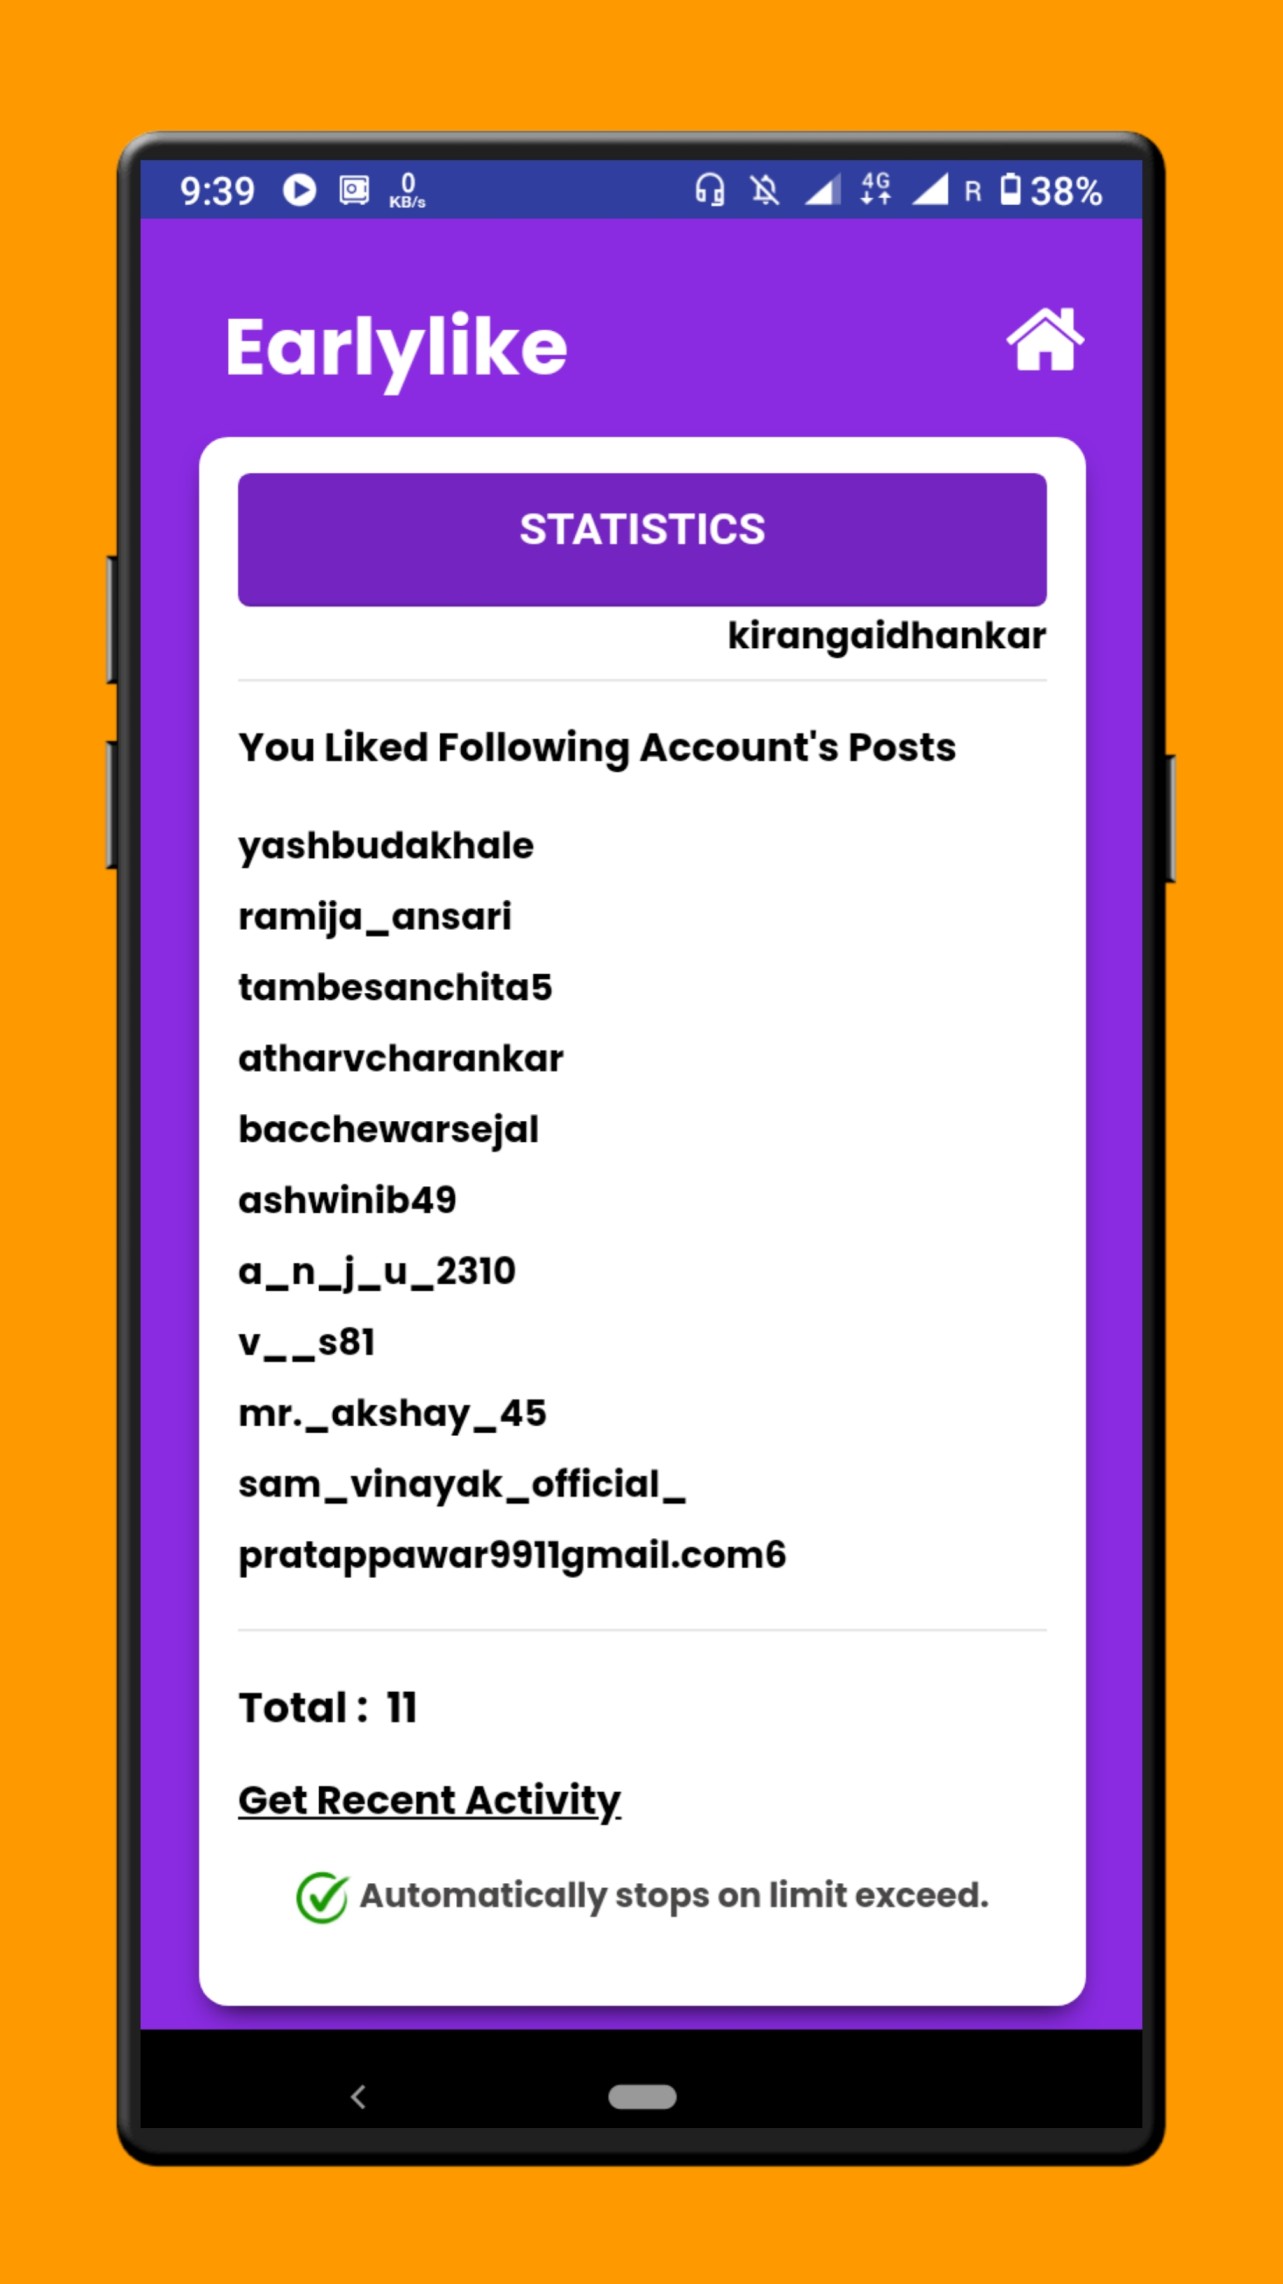 9:39 0 KB/s 4G R 38%
Earlylike
STATISTICS
kirangaidhankar
You Liked Following Account's Posts
yashbudakhale
ramija_ansari
tambesanchita5
atharvcharankar
bacchewarsejal
ashwinib49
a_n_j_u_2310
v__s81
mr._akshay_45
sam_vinayak_official_
pratappawar9911gmail.com6
Total : 11
Get Recent Activity
Automatically stops on limit exceed.